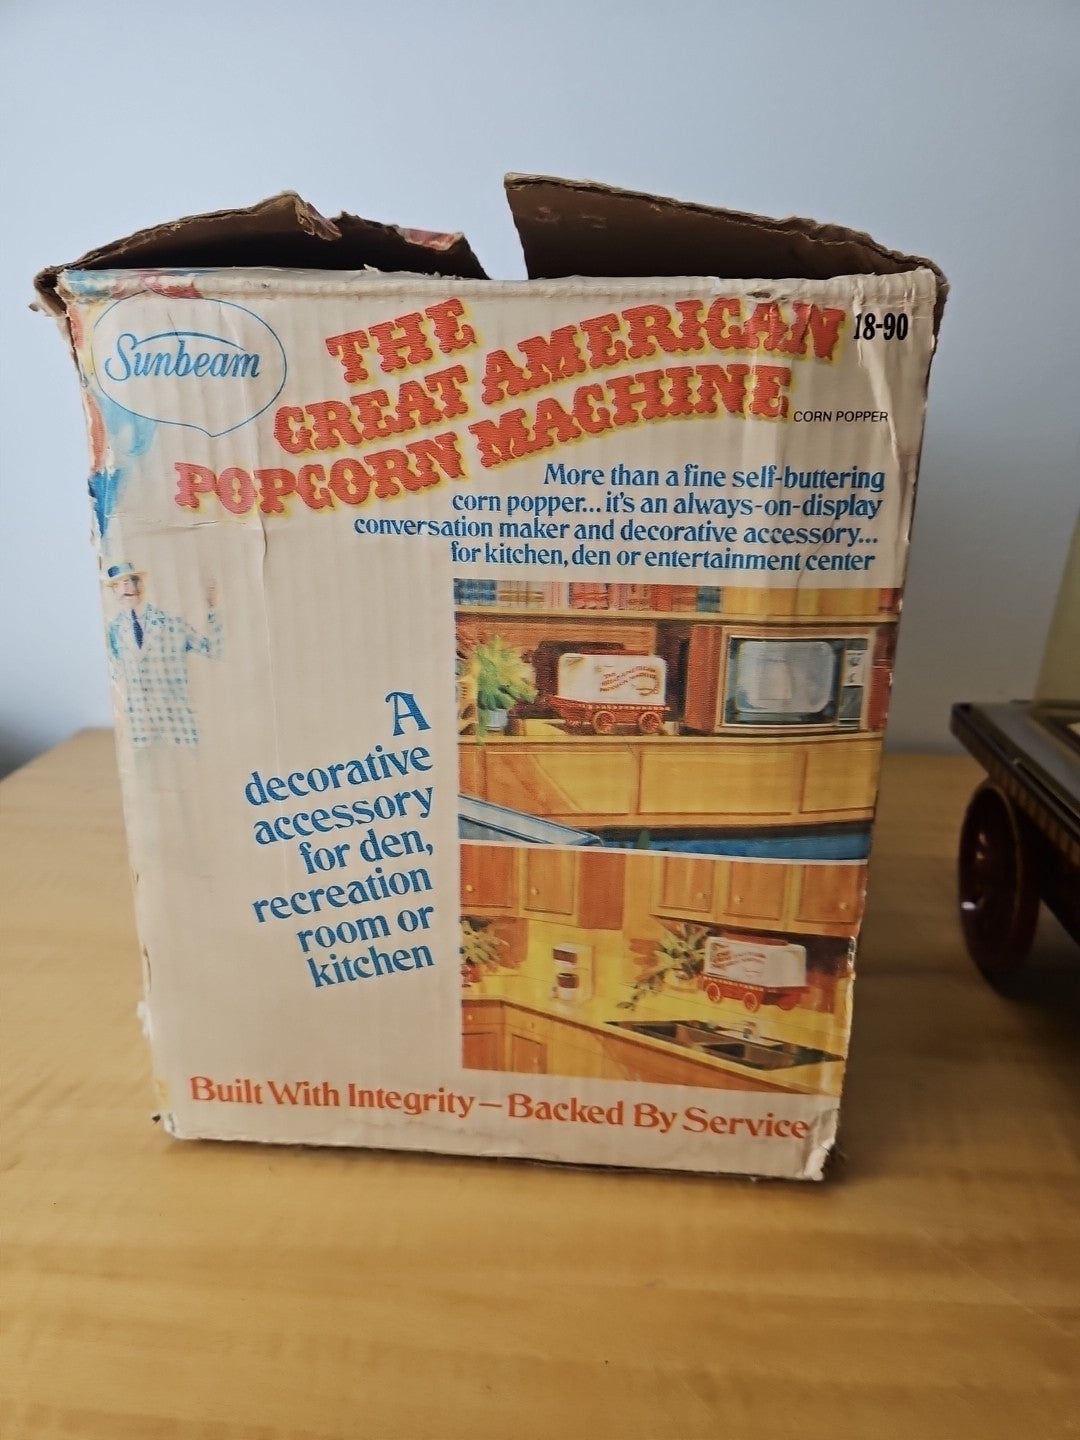 Sunbeam
THE
GREAT AMERICAN
POPCORN MACHINE
18-90
CORN POPPER
More than a fine self-buttering
corn popper... it's an always-on-display
conversation maker and decorative accessory...
for kitchen, den or entertainment center
A
decorative
accessory
for den,
recreation
room or
kitchen
Built With Integrity – Backed By Service